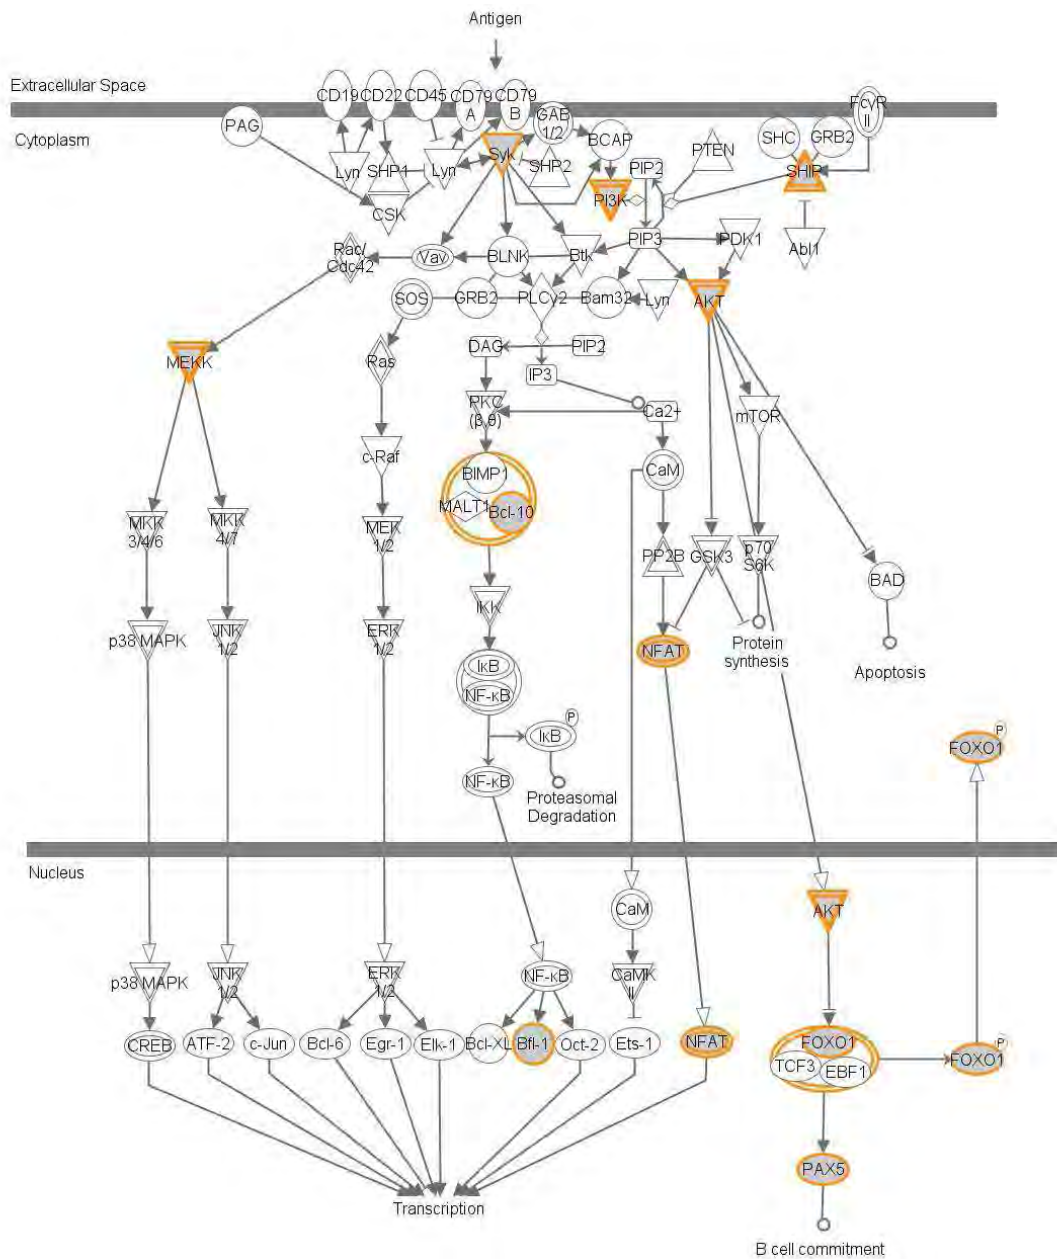 Antigen
Extracellular Space
CD19
CD22
CD45
CD79
A
CD79
B
GAB
1/2
FcγR
II
Cytoplasm
PAG
BCAP
SHC
GRB2
PTEN
Lyn
SHP1
Lyn
Syk
SHP2
PIP2
SHIP
CSK
PI3K
Rac/
Cdc42
Vav
BLNK
Btk
PIP3
PDK1
Abl1
SOS
GRB2
PLCγ2
Bam32
Lyn
AKT
MEKK
Ras
DAG
PIP2
IP3
PKC
(β,θ)
Ca2+
mTOR
c-Raf
BIMP1
CaM
MALT1
Bcl-10
MKK
3/4/6
MKK
4/7
MEK
1/2
PP2B
GSK3
p70
S6K
BAD
IKK
p38 MAPK
JNK
1/2
ERK
1/2
NFAT
Protein
synthesis
Apoptosis
IκB
NF-κB
P
IκB
P
FOXO1
NF-κB
Proteasomal
Degradation
Nucleus
CaM
AKT
p38 MAPK
JNK
1/2
ERK
1/2
NF-κB
CaMK
II
CREB
ATF-2
c-Jun
Bcl-6
Egr-1
Elk-1
Bcl-XL
Bfl-1
Oct-2
Ets-1
NFAT
FOXO1
TCF3
EBF1
P
FOXO1
PAX5
Transcription
B cell commitment